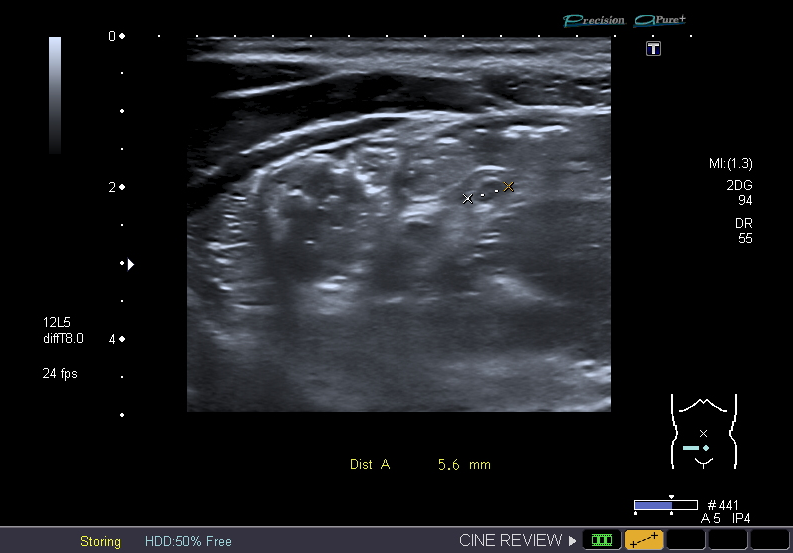 Precision APure+
0
T
MI:(1.3)
2
2DG
94
DR
55
12L5
diffT8.0
4
24 fps
Dist A 5.6 mm
#441
A 5 IP4
Storing HDD:50% Free CINE REVIEW